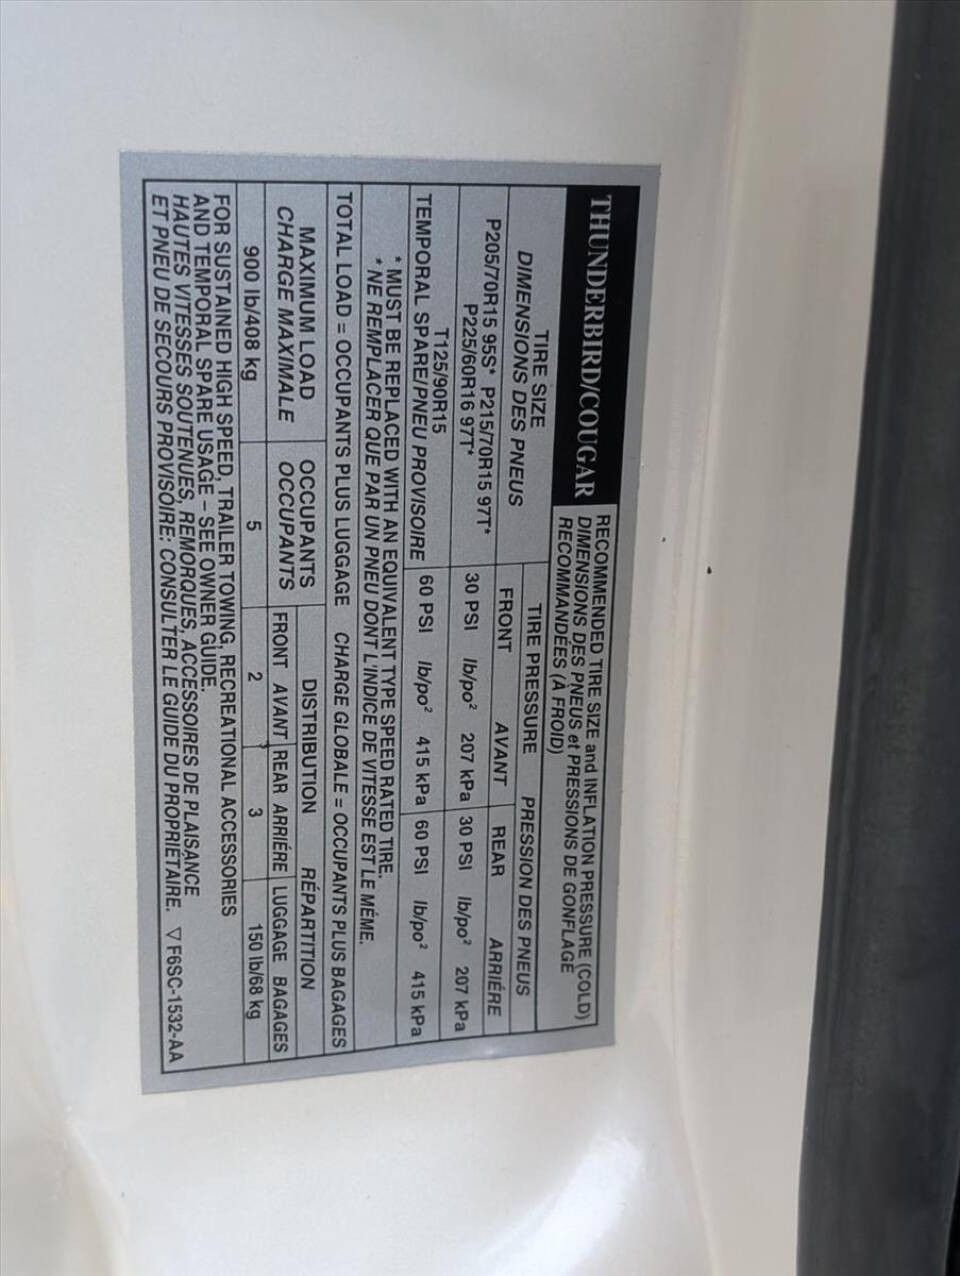 THUNDERBIRD/COUGAR
RECOMMENDED TIRE SIZE and INFLATION PRESSURE (COLD)
DIMENSIONS DES PNEUS et PRESSIONS DE GONFLAGE
RECOMMANDÉES (À FROID)
TIRE SIZE
DIMENSIONS DES PNEUS
TIRE PRESSURE PRESSION DES PNEUS
FRONT AVANT REAR ARRIÉRE
P205/70R15 95S* P215/70R15 97T*
P225/60R16 97T*
30 PSI lb/po² 207 kPa 30 PSI lb/po² 207 kPa
T125/90R15
TEMPORAL SPARE/PNEU PROVISOIRE
60 PSI lb/po² 415 kPa 60 PSI lb/po² 415 kPa
* MUST BE REPLACED WITH AN EQUIVALENT TYPE SPEED RATED TIRE.
* NE REMPLACER QUE PAR UN PNEU DONT L'INDICE DE VITESSE EST LE MÉME.
TOTAL LOAD = OCCUPANTS PLUS LUGGAGE CHARGE GLOBALE = OCCUPANTS PLUS BAGAGES
MAXIMUM LOAD
CHARGE MAXIMALE
OCCUPANTS
OCCUPANTS
DISTRIBUTION RÉPARTITION
FRONT AVANT REAR ARRIÉRE LUGGAGE BAGAGES
900 lb/408 kg 5 2 3 150 lb/68 kg
FOR SUSTAINED HIGH SPEED, TRAILER TOWING, RECREATIONAL ACCESSORIES
AND TEMPORAL SPARE USAGE – SEE OWNER GUIDE.
HAUTES VITESSES SOUTENUES, REMORQUES, ACCESSOIRES DE PLAISANCE
ET PNEU DE SECOURS PROVISOIRE: CONSULTER LE GUIDE DU PROPRIÉTAIRE. ▽ F6SC-1532-AA